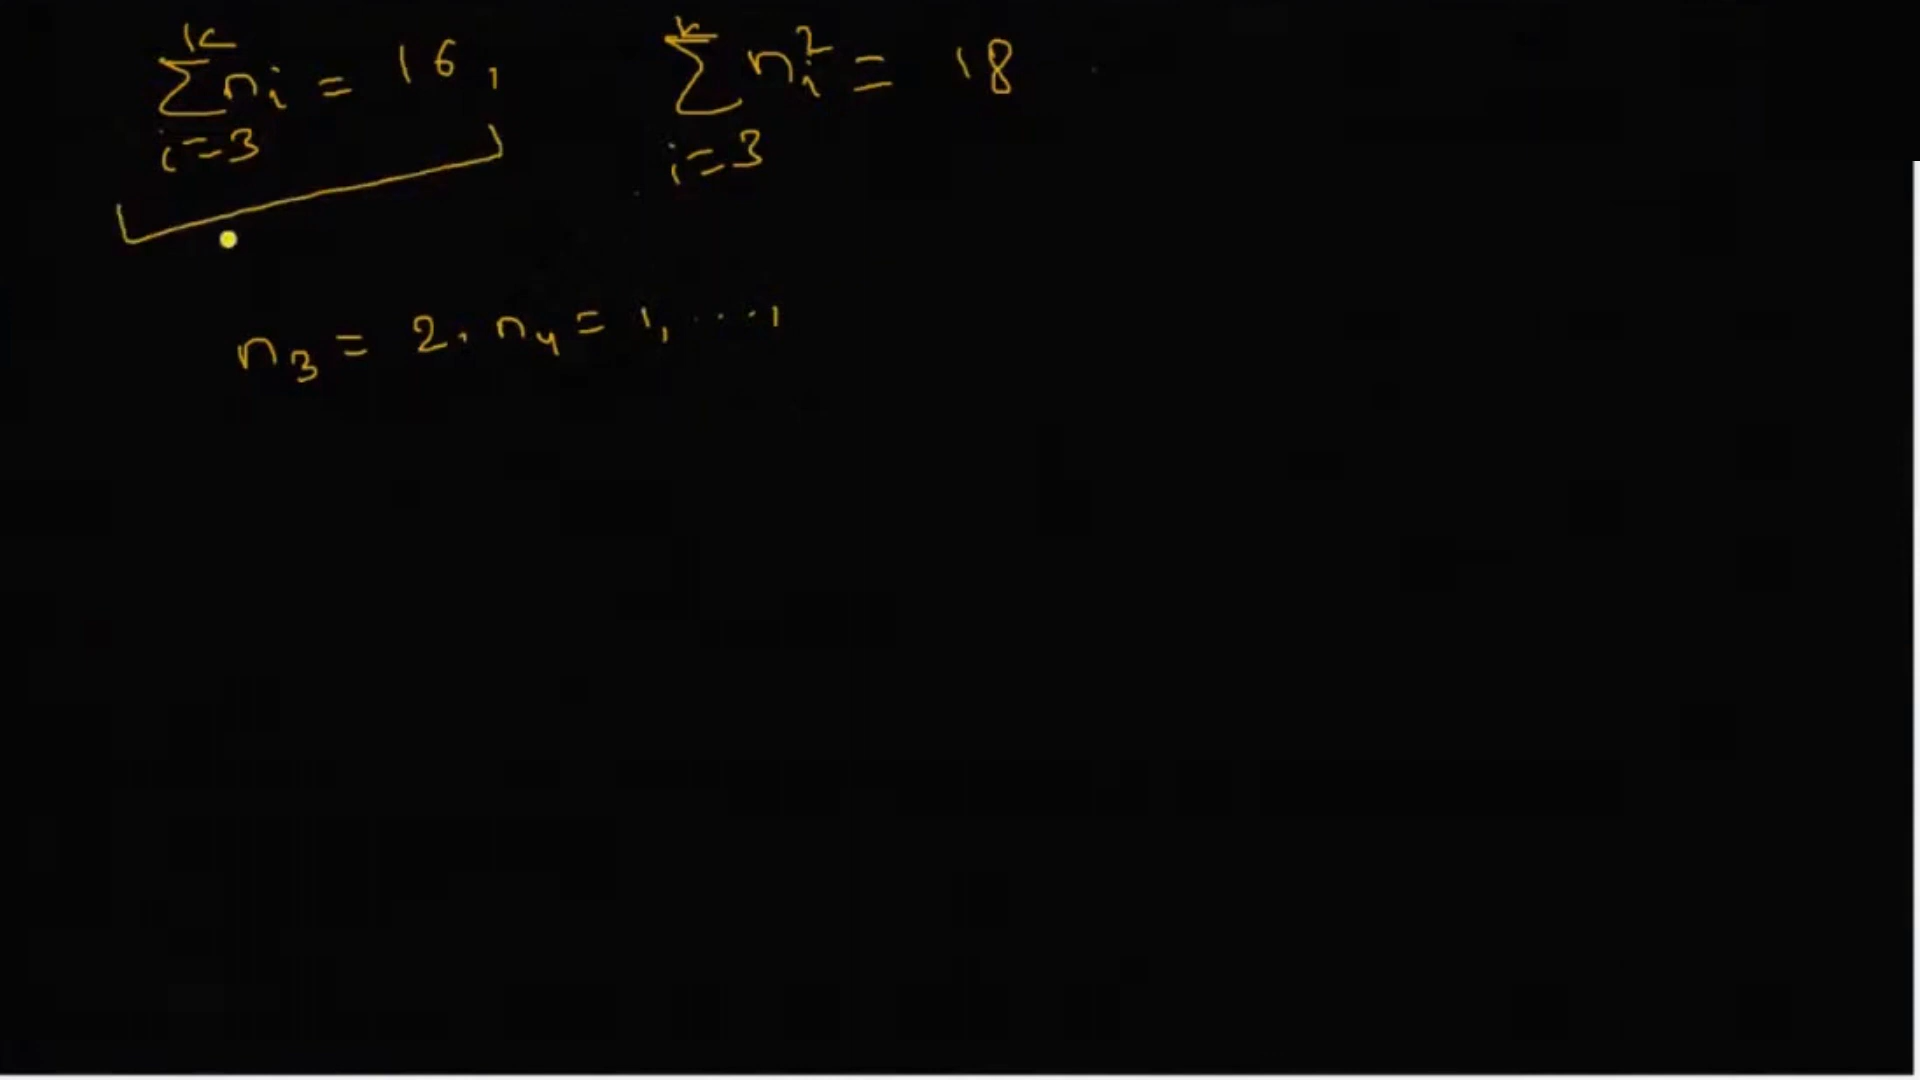 ∑_{i=3}^{k} n_i = 16, ∑_{i=3}^{k} n_i^2 = 18
n_3 = 2, n_4 = 1, ...,